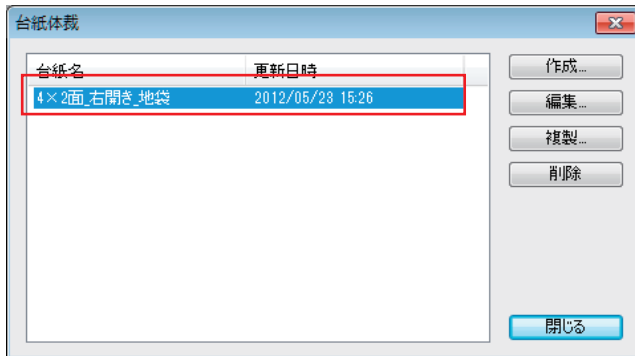 台紙体裁
台紙名 更新日時
4×2面_右開き_地袋 2012/05/23 15:26
作成...
編集...
複製...
削除
閉じる